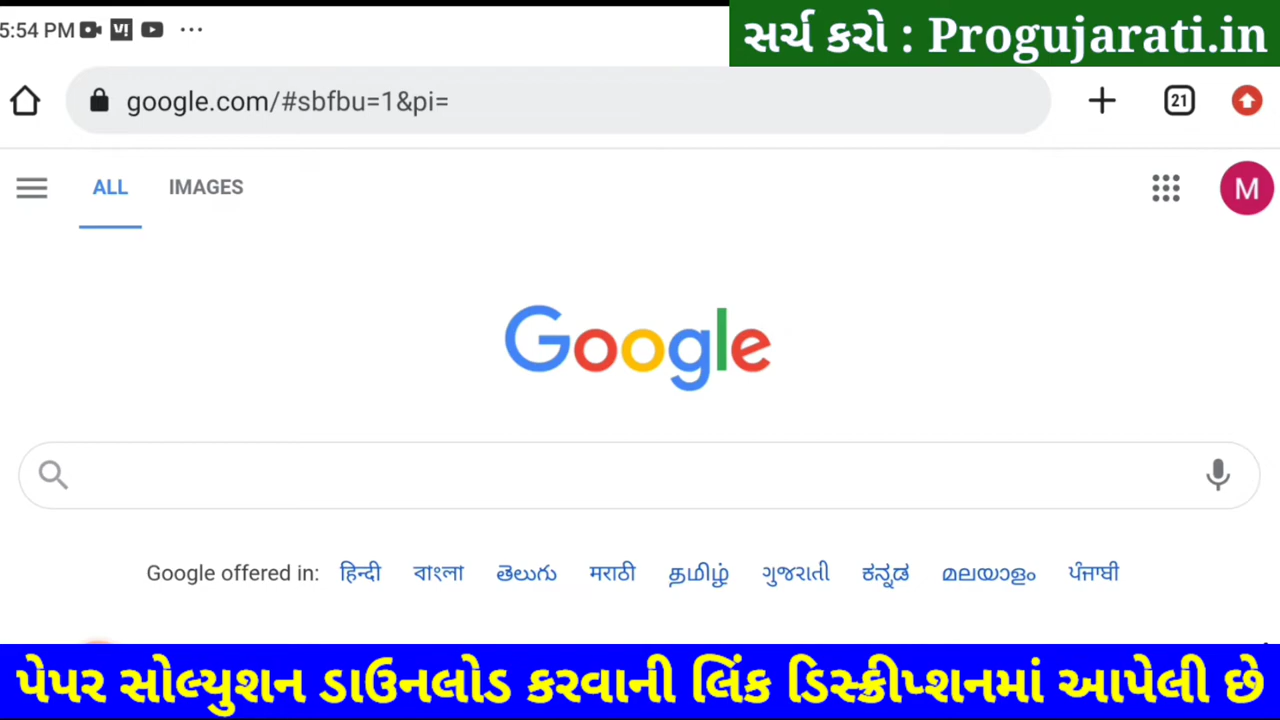 5:54 PM
સર્ચ કરો : Progujarati.in
google.com/#sbfbu=1&pi=
21
ALL IMAGES
M
Google
Google offered in: हिन्दी বাংলা తెలుగు मराठी தமிழ் ગુજરાતી ಕನ್ನಡ മലയാളം ਪੰਜਾਬੀ
પેપર સોલ્યુશન ડાઉનલોડ કરવાની લિંક ડિસ્ક્રીપ્શનમાં આપેલી છે